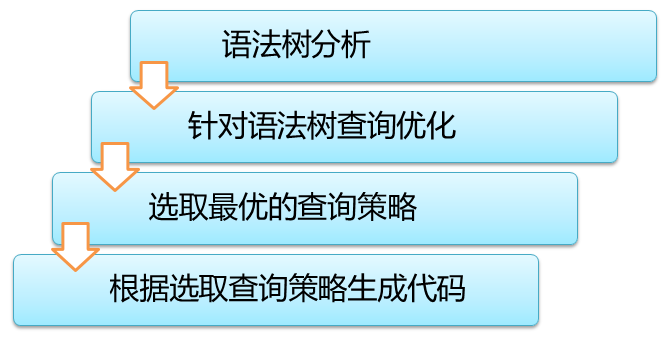 语法树分析
针对语法树查询优化
选取最优的查询策略
根据选取查询策略生成代码